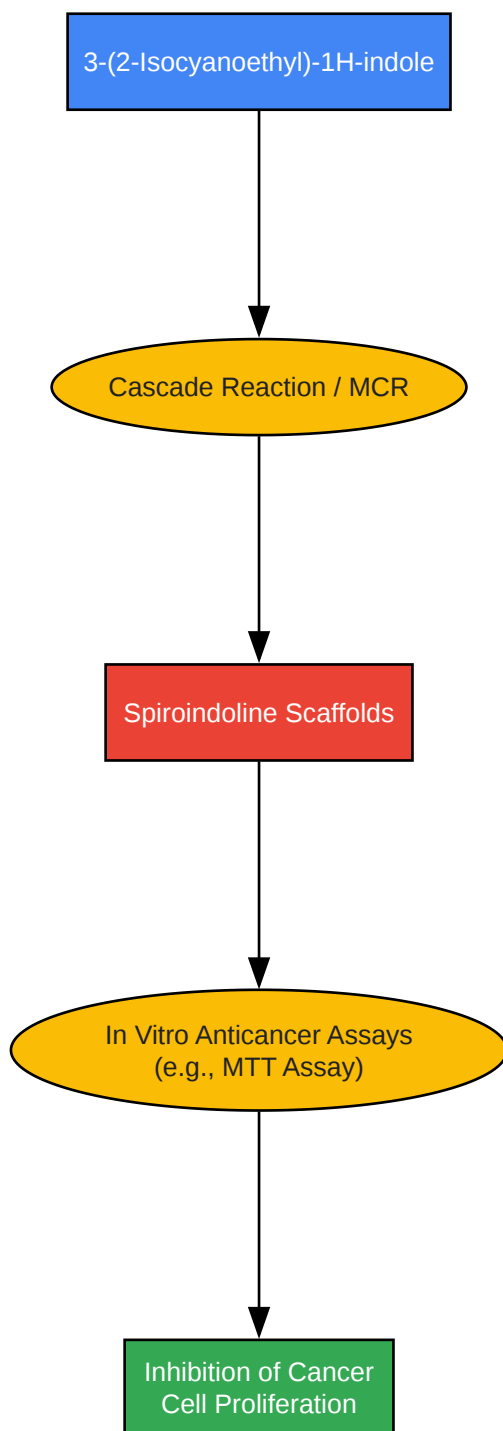 3-(2-Isocyanoethyl)-1H-indole
Cascade Reaction / MCR
Spiroindoline Scaffolds
In Vitro Anticancer Assays
(e.g., MTT Assay)
Inhibition of Cancer
Cell Proliferation